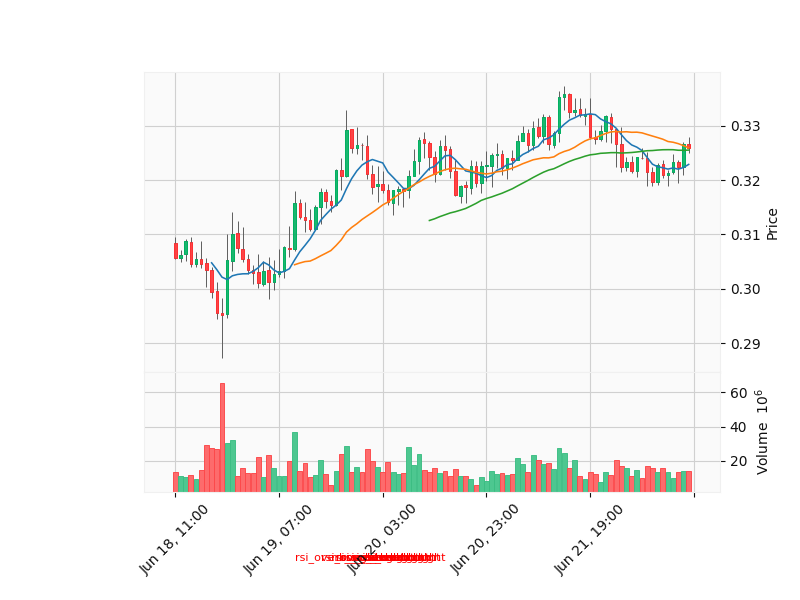 0.33
0.32
0.31
0.30
0.29
Price
60
40
20
Volume 10^6
Jun 18, 11:00
Jun 19, 07:00
Jun 20, 03:00
Jun 20, 23:00
Jun 21, 19:00